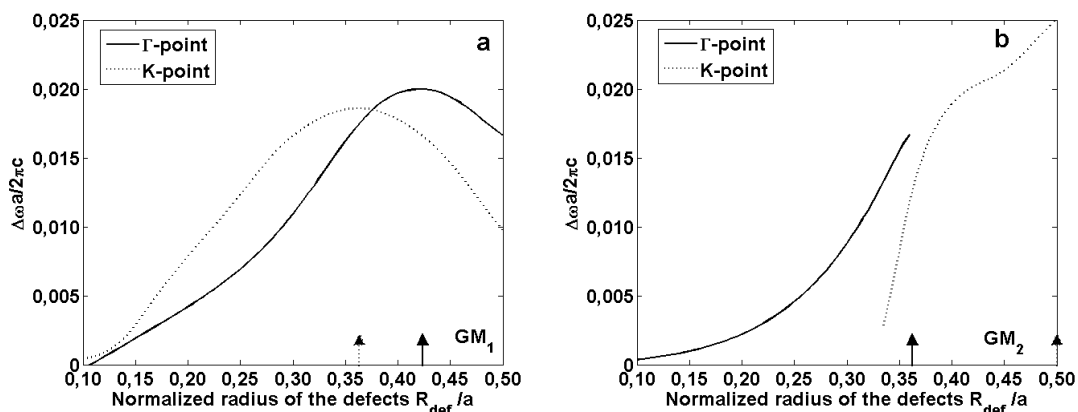 a
Γ-point
K-point
0,025
0,020
0,015
0,010
0,005
0
Δωa/2πc
GM1
0,10 0,15 0,20 0,25 0,30 0,35 0,40 0,45 0,50
Normalized radius of the defects Rdef /a
b
Γ-point
K-point
0,025
0,020
0,015
0,010
0,005
0
Δωa/2πc
GM2
0,10 0,15 0,20 0,25 0,30 0,35 0,40 0,45 0,50
Normalized radius of the defects Rdef /a